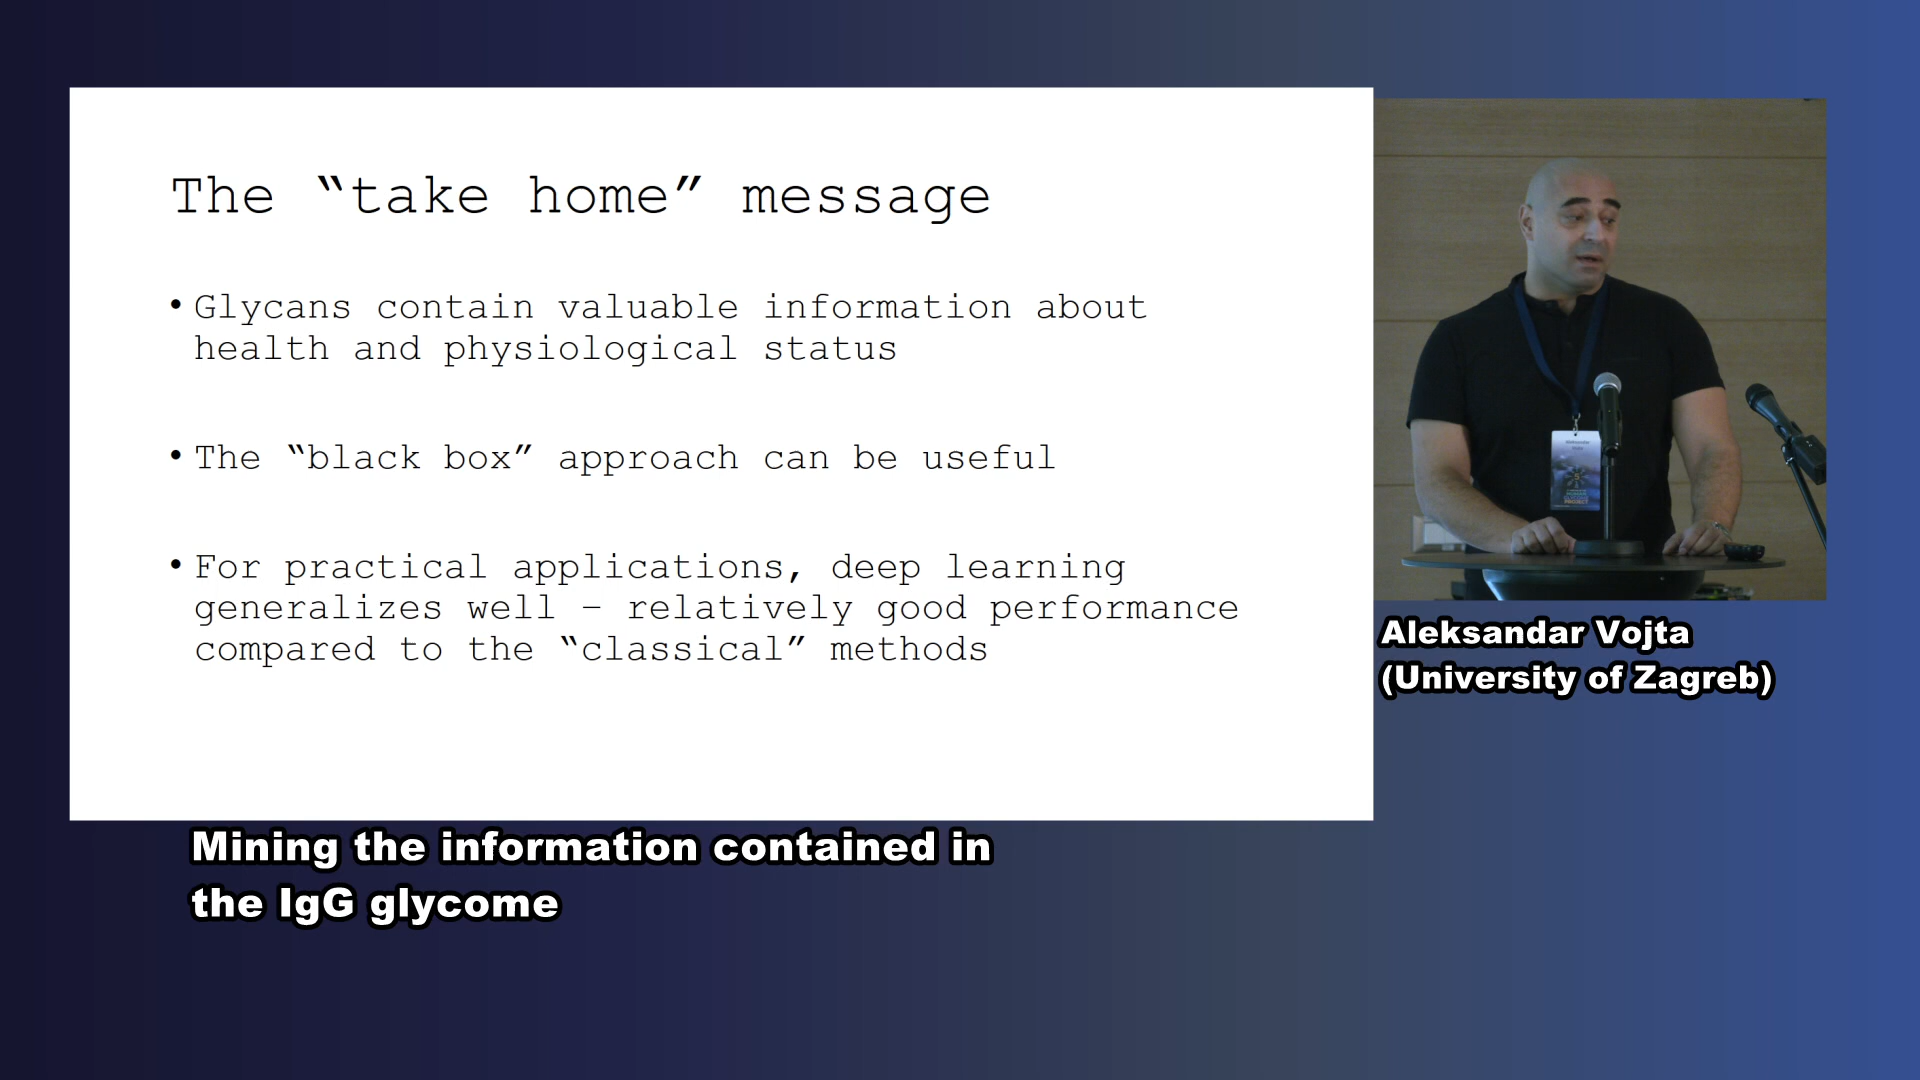 The “take home” message
• Glycans contain valuable information about
health and physiological status
• The “black box” approach can be useful
• For practical applications, deep learning
generalizes well – relatively good performance
compared to the “classical” methods
Aleksandar Vojta
(University of Zagreb)
Mining the information contained in
the IgG glycome